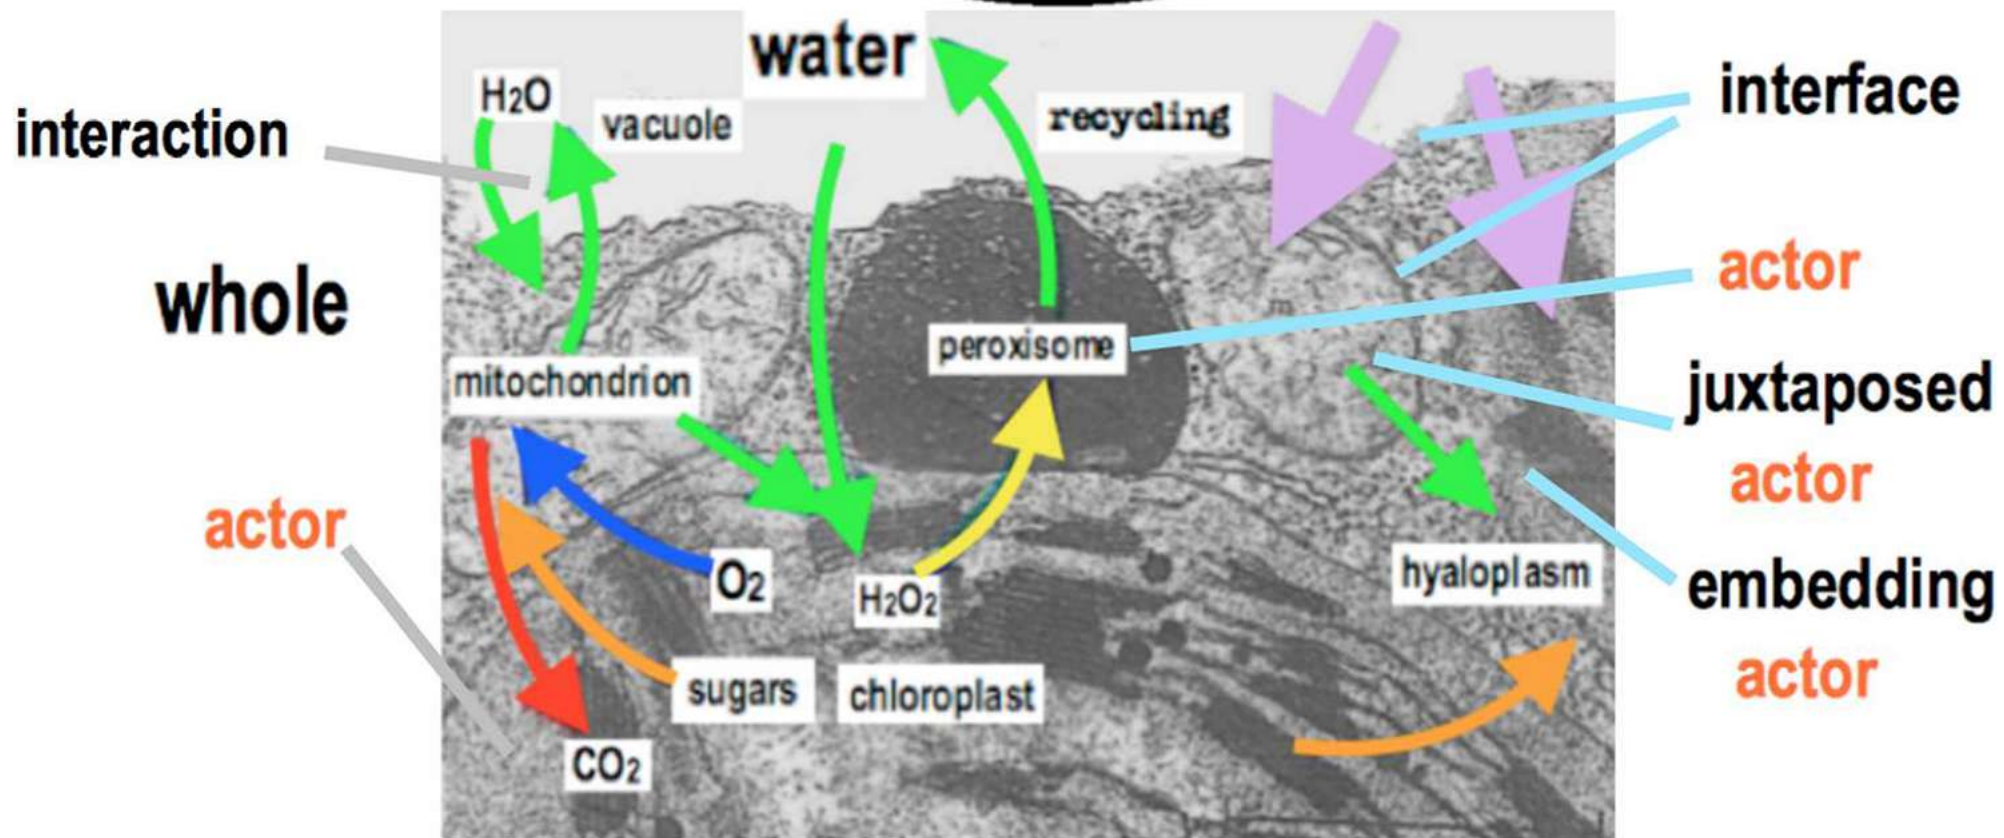 water
H2O
vacuole
recycling
interface
interaction
actor
whole
m
peroxisome
mitochondrion
juxtaposed
actor
actor
O2
H2O2
hyaloplasm
embedding
actor
sugars
chloroplast
CO2